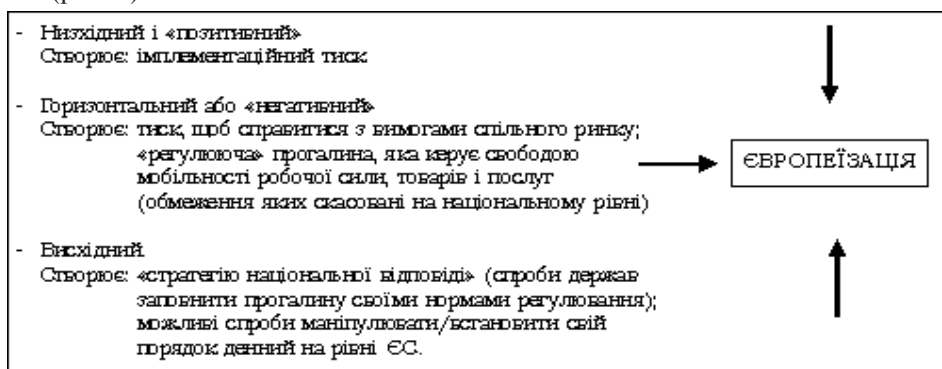 - Низхідний і «позитивний»
Створює: імплементаційний тиск
- Горизонтальний або «негативний»
Створює: тиск, щоб справитися з вимогами спільного ринку;
«регулююча» прогалина, яка керує свободою
мобільності робочої сили, товарів і послуг
(обмеження яких скасовані на національному рівні)
ЄВРОПЕЇЗАЦІЯ
- Висхідний
Створює: «стратегію національної відповіді» (спроби держав
заповнити прогалину своїми нормами регулювання);
можливі спроби маніпулювати/встановити свій
порядок денний на рівні ЄС.